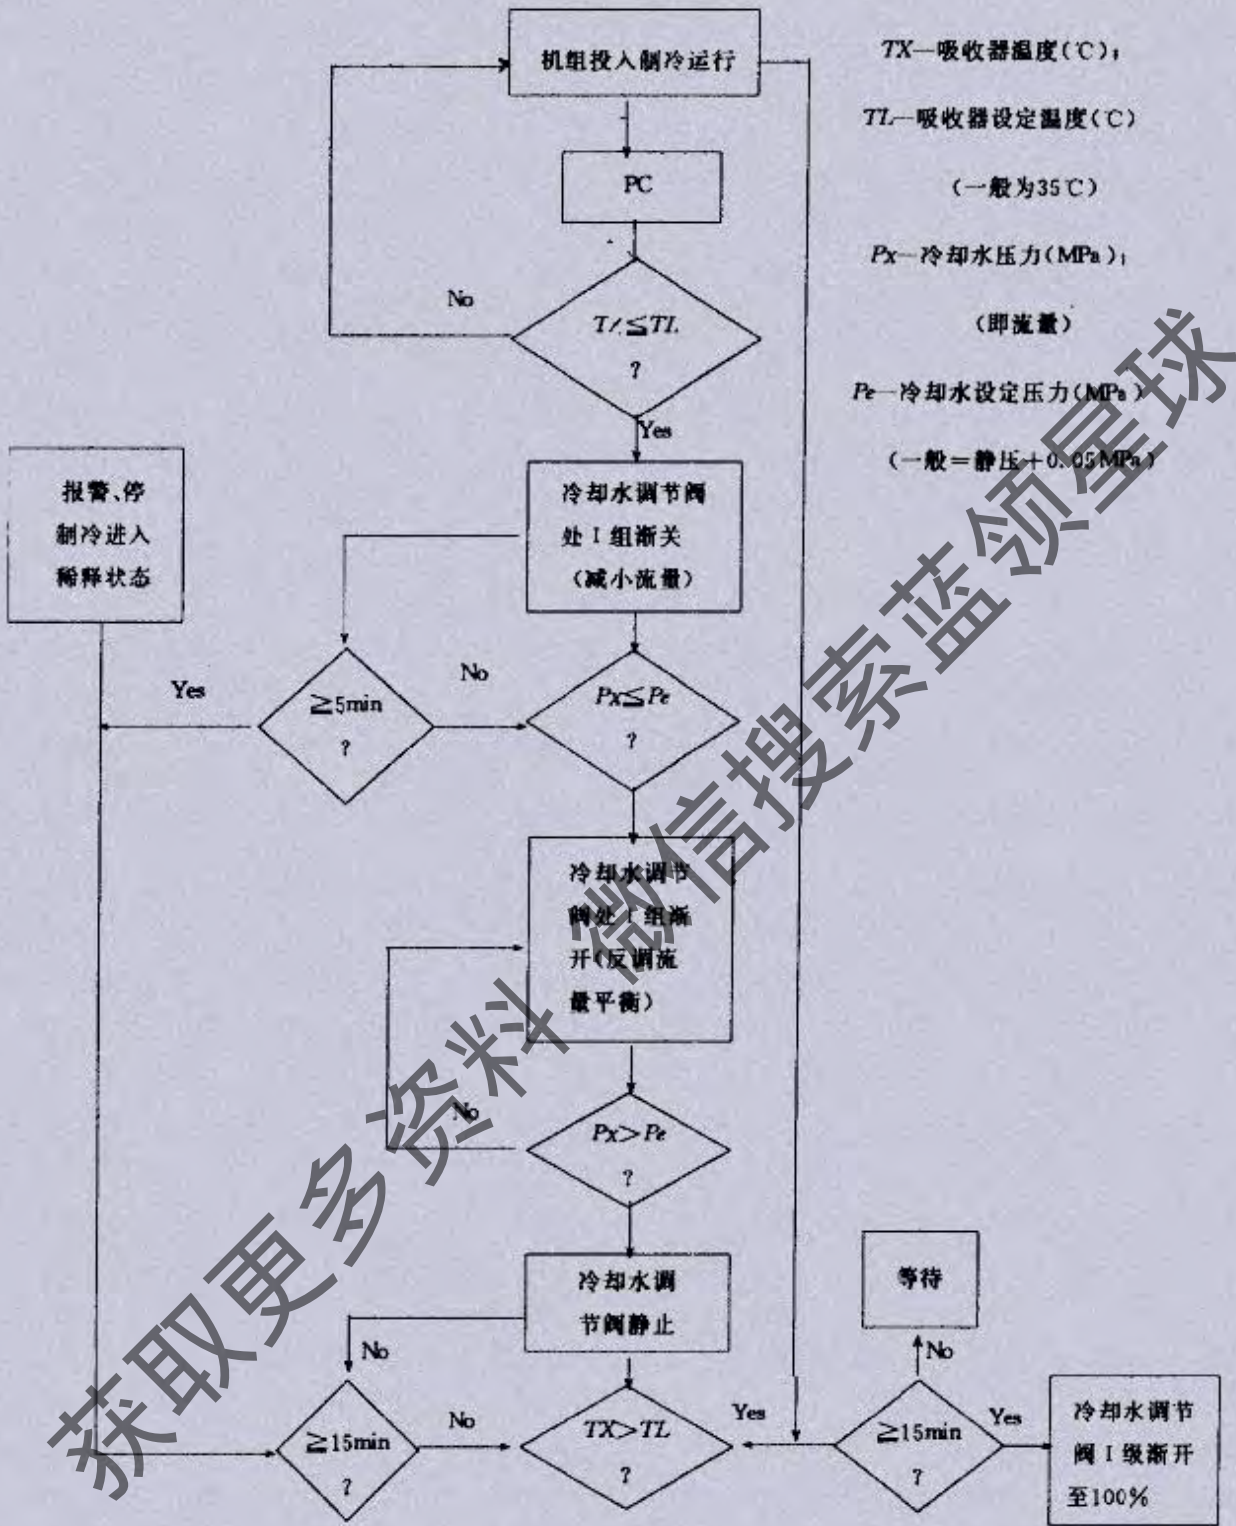 机组投入制冷运行
PC
No
≦TL
?
Yes
TX—吸收器温度(℃);
TL—吸收器设定温度(℃)
(一般为35℃)
Px—冷却水压力(MPa);
(即流量)
Pe—冷却水设定压力(MPa)
(一般=静压+0.05MPa)
报警、停
制冷进入
稀释状态
冷却水调节阀
处Ⅰ组渐关
(减小流量)
Yes
≧5min
?
No
Px≦Pe
?
冷却水调节
阀处Ⅰ组渐
开(反调流
量平衡)
No
Px>Pe
?
冷却水调
节阀静止
No
≧15min
?
No
TX>TL
?
Yes
等待
No
≧15min
?
Yes
冷却水调节
阀Ⅰ级渐开
至100%
获取更多资料 微信搜索蓝领星球